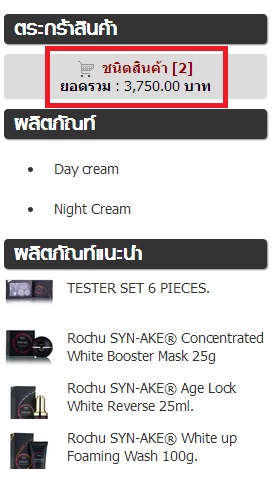 ตระกร้าสินค้า
ชนิดสินค้า [2]
ยอดรวม : 3,750.00 บาท
ผลิตภัณฑ์
• Day cream
• Night Cream
ผลิตภัณฑ์แนะนำ
TESTER SET 6 PIECES.
Rochu SYN-AKE® Concentrated
White Booster Mask 25g
Rochu SYN-AKE® Age Lock
White Reverse 25ml.
Rochu SYN-AKE® White up
Foaming Wash 100g.